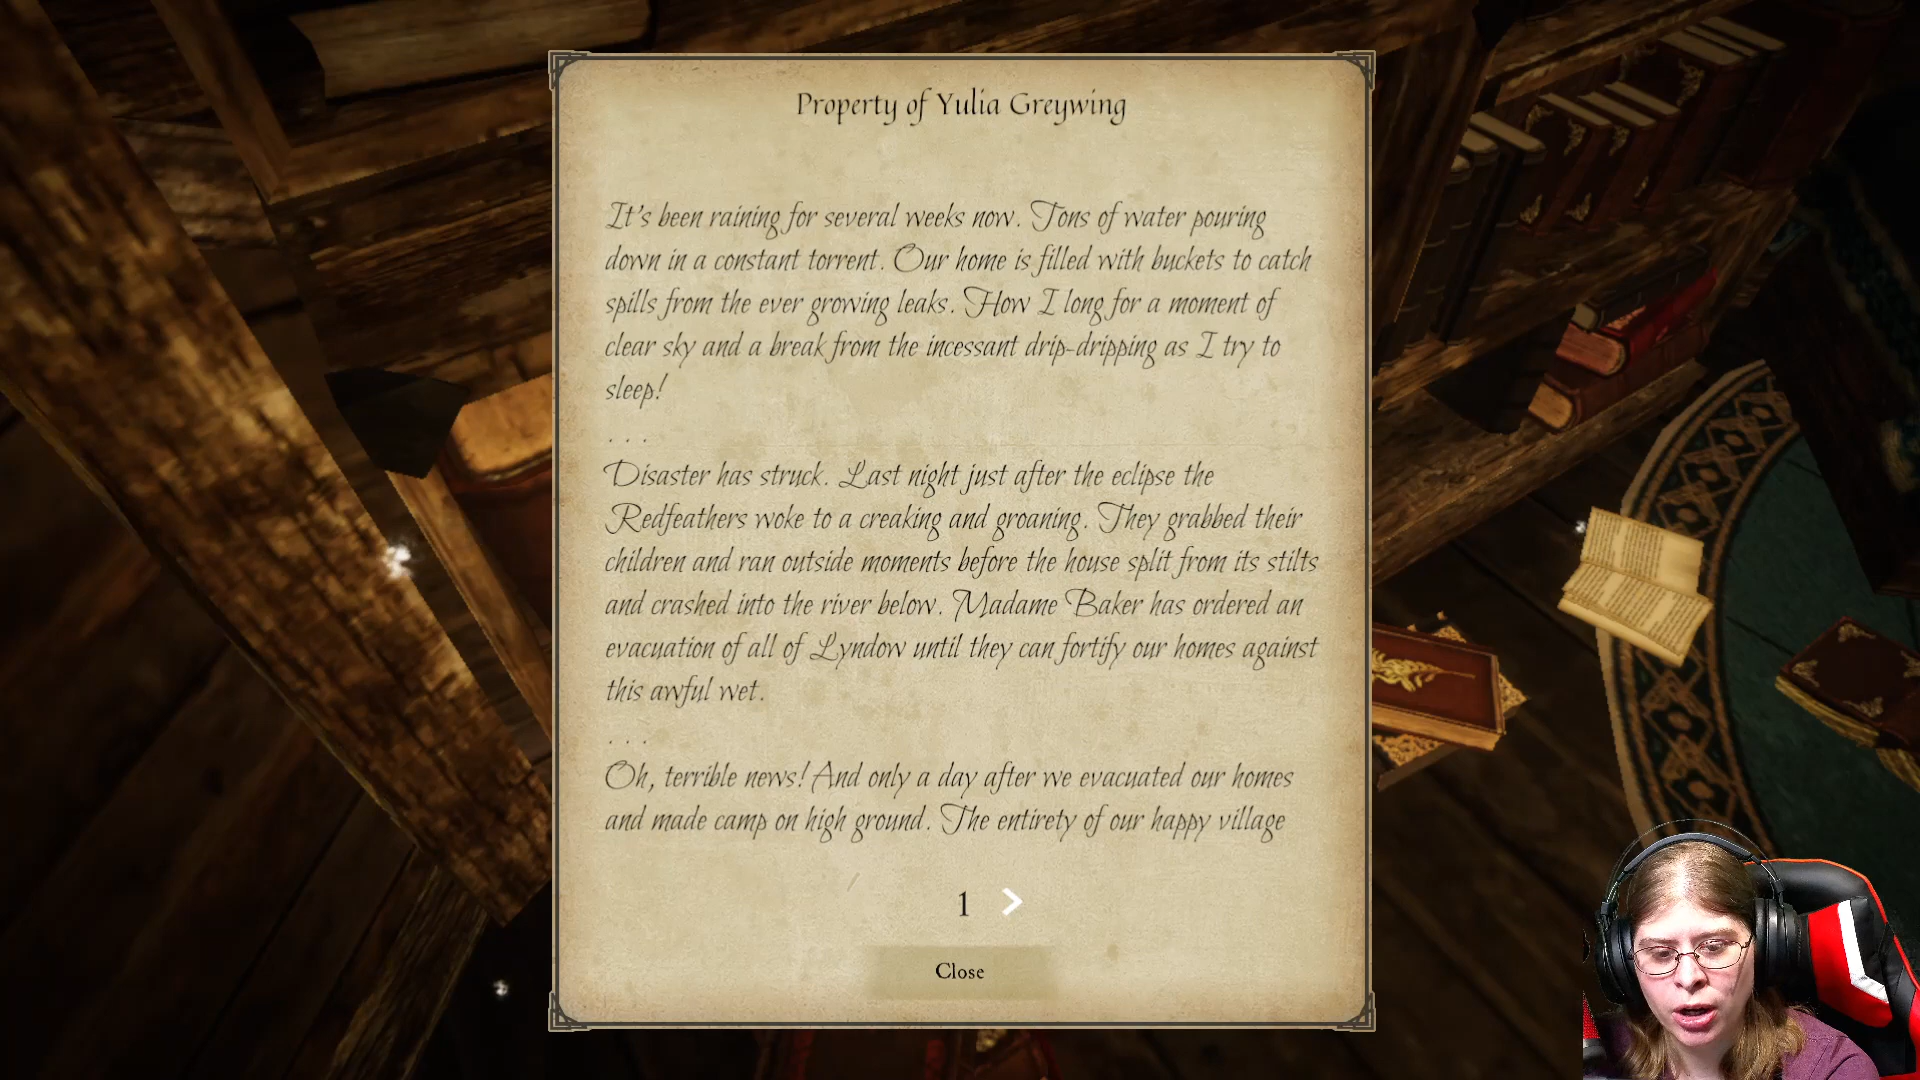 Property of Yulia Greywing
It's been raining for several weeks now. Tons of water pouring
down in a constant torrent. Our home is filled with buckets to catch
spills from the ever growing leaks. How I long for a moment of
clear sky and a break from the incessant drip-dripping as I try to
sleep!
. . .
Disaster has struck. Last night just after the eclipse the
Redfeathers woke to a creaking and groaning. They grabbed their
children and ran outside moments before the house split from its stilts
and crashed into the river below. Madame Baker has ordered an
evacuation of all of Lyndow until they can fortify our homes against
this awful wet.
. . .
Oh, terrible news! And only a day after we evacuated our homes
and made camp on high ground. The entirety of our happy village
1 >
Close